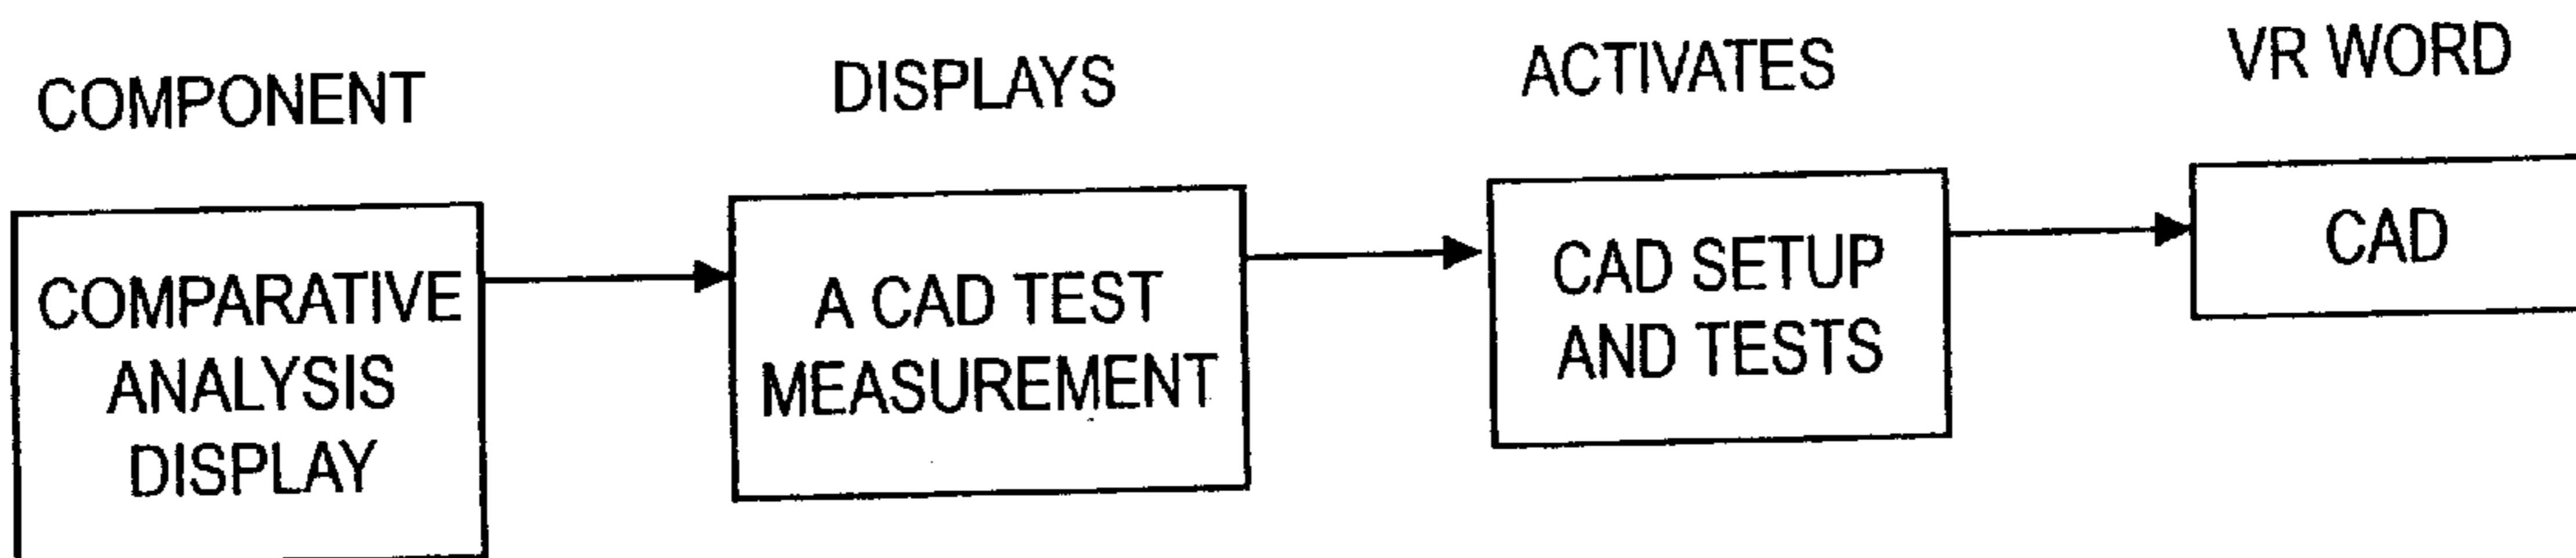 COMPONENT
DISPLAYS
ACTIVATES
VR WORD
COMPARATIVE
ANALYSIS
DISPLAY
A CAD TEST
MEASUREMENT
CAD SETUP
AND TESTS
CAD